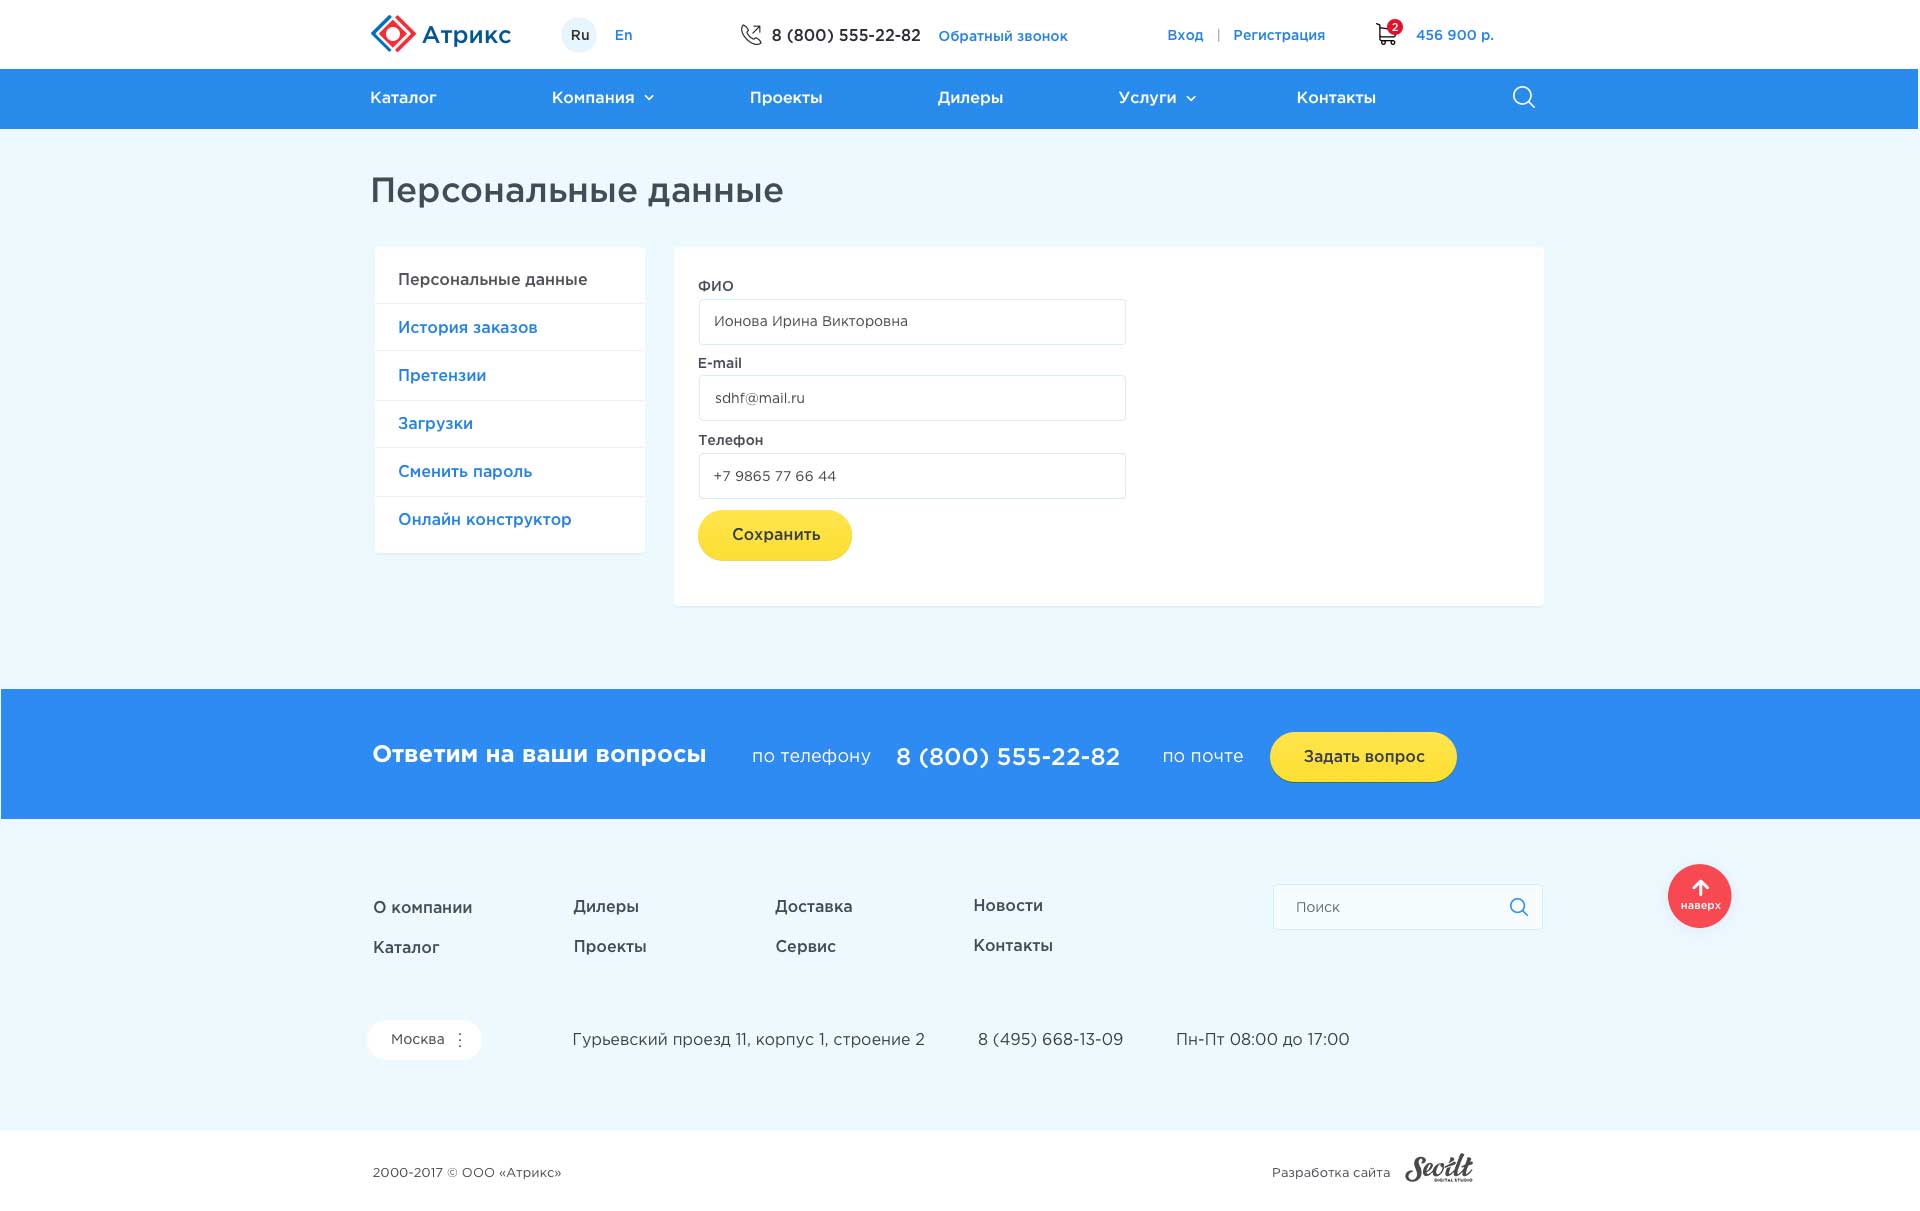 Атрикс
Ru En
8 (800) 555-22-82 Обратный звонок
Вход | Регистрация
2
456 900 р.
Каталог Компания Проекты Дилеры Услуги Контакты
Персональные данные
Персональные данные
История заказов
Претензии
Загрузки
Сменить пароль
Онлайн конструктор
ФИО
Ионова Ирина Викторовна
E-mail
sdhf@mail.ru
Телефон
+7 9865 77 66 44
Сохранить
Ответим на ваши вопросы по телефону 8 (800) 555-22-82 по почте Задать вопрос
О компании Дилеры Доставка Новости
Поиск
наверх
Каталог Проекты Сервис Контакты
Москва
Гурьевский проезд 11, корпус 1, строение 2 8 (495) 668-13-09 Пн-Пт 08:00 до 17:00
2000-2017 © ООО «Атрикс»
Разработка сайта
Seoilt
DIGITAL STUDIO